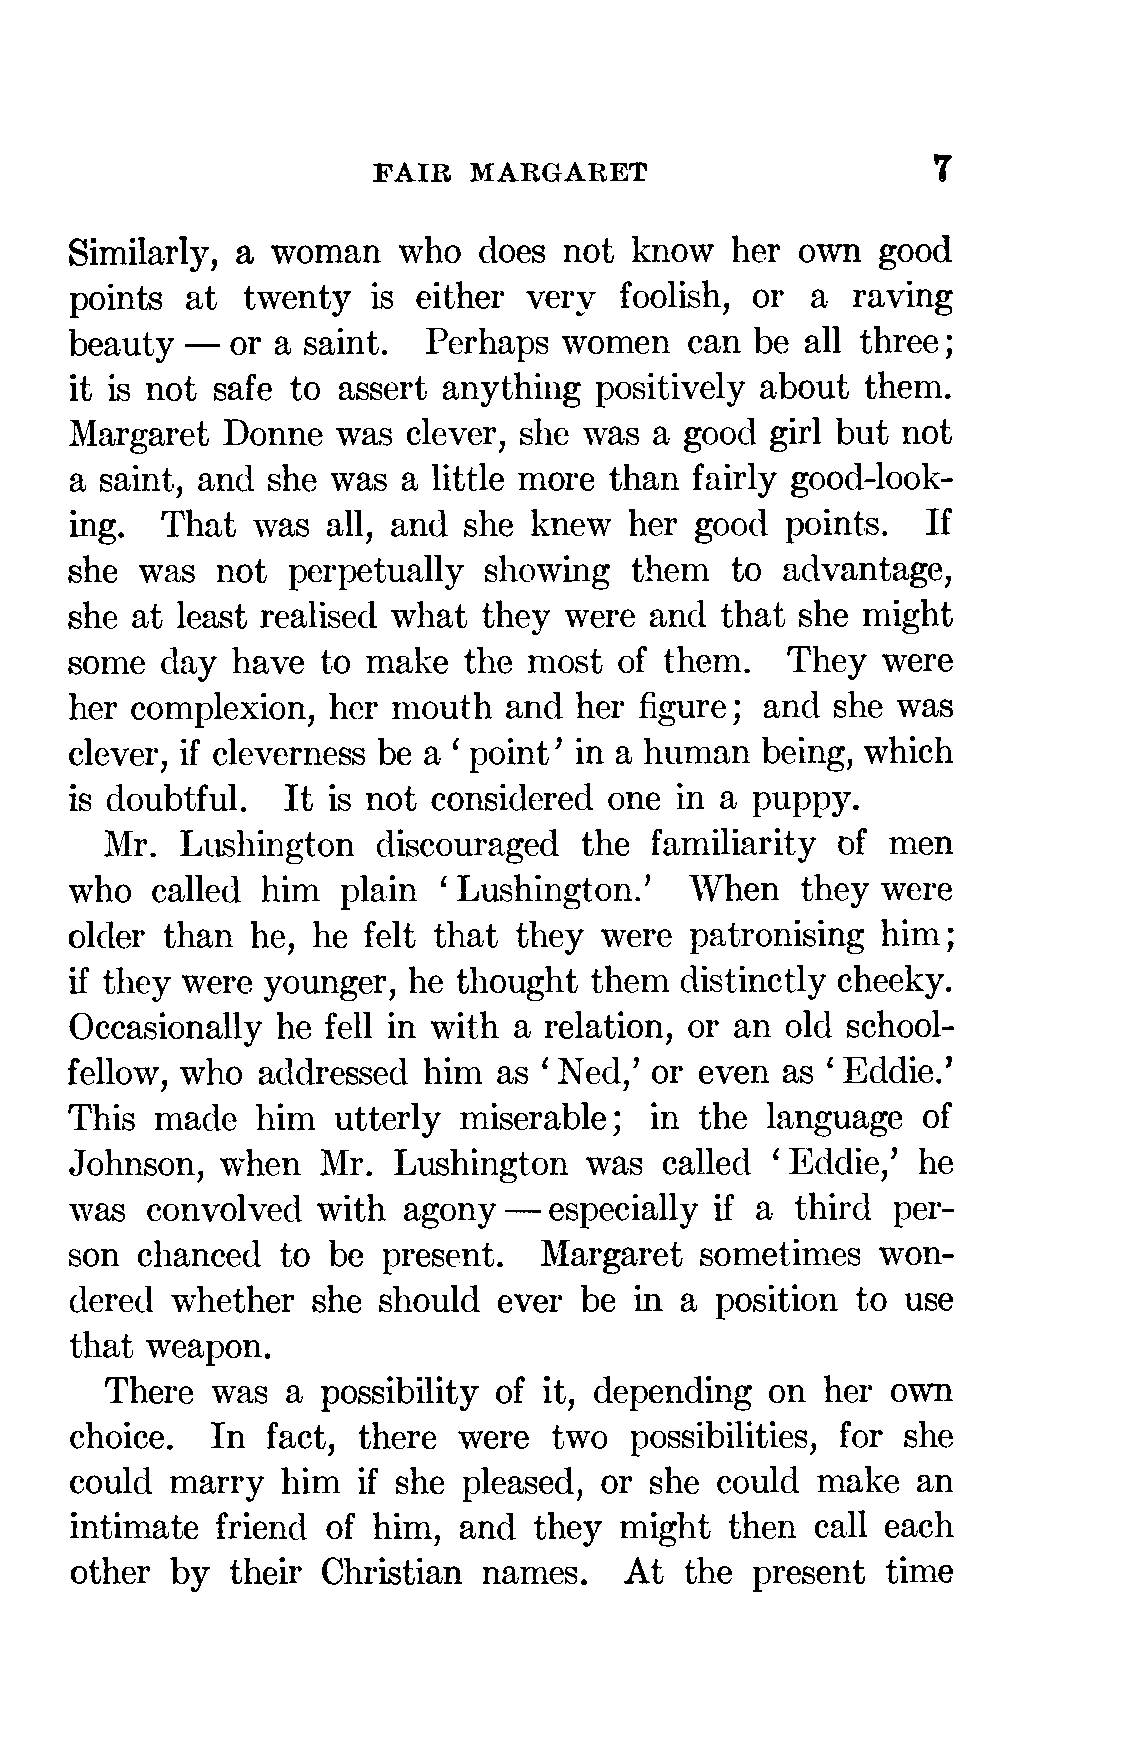 FAIR MARGARET 7
Similarly, a woman who does not know her own good
points at twenty is either very foolish, or a raving
beauty — or a saint. Perhaps women can be all three;
it is not safe to assert anything positively about them.
Margaret Donne was clever, she was a good girl but not
a saint, and she was a little more than fairly good-look-
ing. That was all, and she knew her good points. If
she was not perpetually showing them to advantage,
she at least realised what they were and that she might
some day have to make the most of them. They were
her complexion, her mouth and her figure; and she was
clever, if cleverness be a ‘point’ in a human being, which
is doubtful. It is not considered one in a puppy.
Mr. Lushington discouraged the familiarity of men
who called him plain ‘Lushington.’ When they were
older than he, he felt that they were patronising him;
if they were younger, he thought them distinctly cheeky.
Occasionally he fell in with a relation, or an old school-
fellow, who addressed him as ‘Ned,’ or even as ‘Eddie.’
This made him utterly miserable; in the language of
Johnson, when Mr. Lushington was called ‘Eddie,’ he
was convolved with agony — especially if a third per-
son chanced to be present. Margaret sometimes won-
dered whether she should ever be in a position to use
that weapon.
There was a possibility of it, depending on her own
choice. In fact, there were two possibilities, for she
could marry him if she pleased, or she could make an
intimate friend of him, and they might then call each
other by their Christian names. At the present time